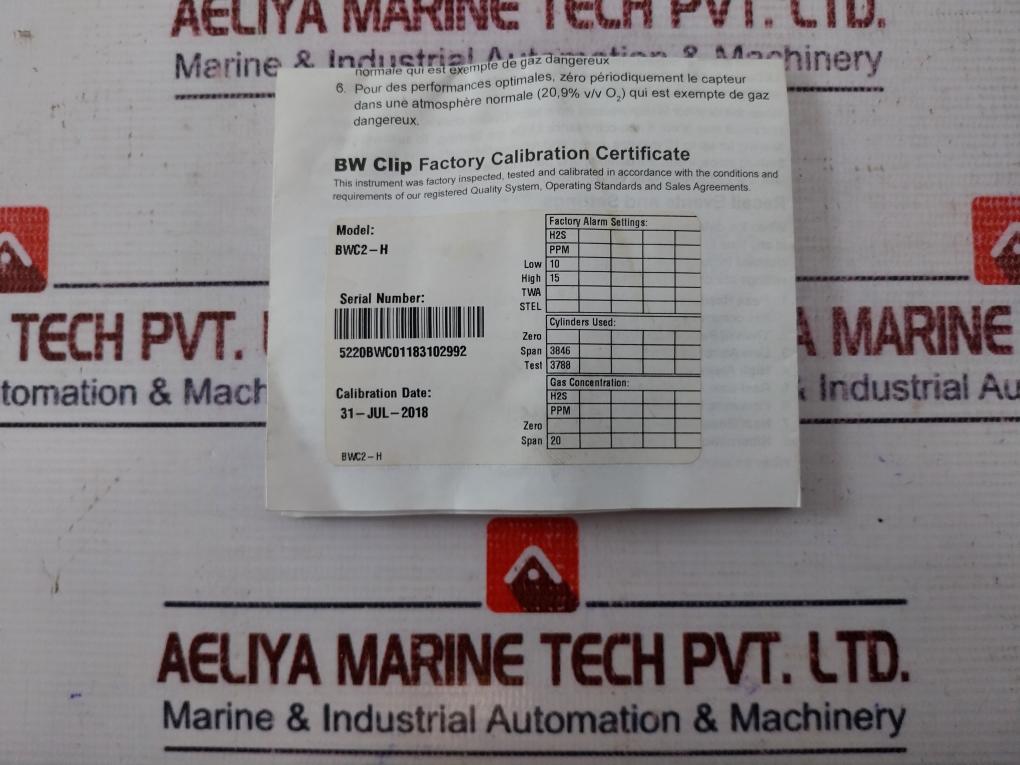 AELIYA MARINE TECH PVT. LTD.
Marine & Industrial Automation & Machinery
normale qui est exempte de gaz dangereux
6. Pour des performances optimales, zéro périodiquement le capteur
dans une atmosphère normale (20,9% v/v O2) qui est exempte de gaz
dangereux.
BW Clip Factory Calibration Certificate
This instrument was factory inspected, tested and calibrated in accordance with the conditions and
requirements of our registered Quality System, Operating Standards and Sales Agreements.
Model:
BWC2-H
Serial Number:
5220BWC01183102992
Calibration Date:
31-JUL-2018
BWC2-H
Factory Alarm Settings:
H2S
PPM
Low 10
High 15
TWA
STEL
Cylinders Used:
Zero
Span 3846
Test 3788
Gas Concentration:
H2S
PPM
Zero
Span 20
TECH PVT.
tomation & Mach
A MARINE
& Industrial Au
AELIYA MARINE TECH PVT. LTD.
Marine & Industrial Automation & Machinery